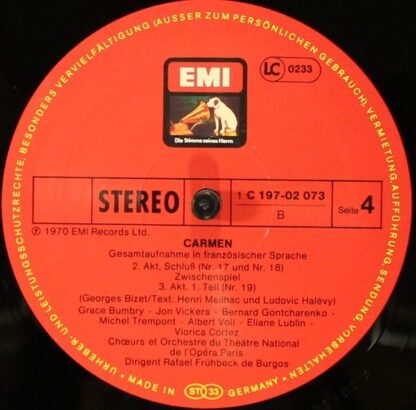 URHEBER- UND LEISTUNGSSCHUTZRECHTE, BESONDERS VERVIELFÄLTIGUNG (AUSSER ZUM PERSÖNLICHEN GEBRAUCH), VERMIETUNG AUFFÜHRUNG SENDUNG VORBEHALTEN
EMI
LC 0233
Die Stimme seines Herrn
STEREO
1 C 197-02 073
B
Seite 4
℗ 1970 EMI Records Ltd.
CARMEN
Gesamtaufnahme in französischer Sprache
2. Akt, Schluß (Nr. 17 und Nr. 18)
Zwischenspiel
3. Akt, 1. Teil (Nr. 19)
(Georges Bizet/Text: Henri Meilhac und Ludovic Halévy)
Grace Bumbry · Jon Vickers · Bernard Gontcharenko ·
Michel Trempont · Albert Voli · Eliane Lublin ·
Viorica Cortez
Chœurs et Orchestre du Théâtre National
de l'Opéra Paris
Dirigent Rafael Frühbeck de Burgos
MADE IN ST 33 GERMANY